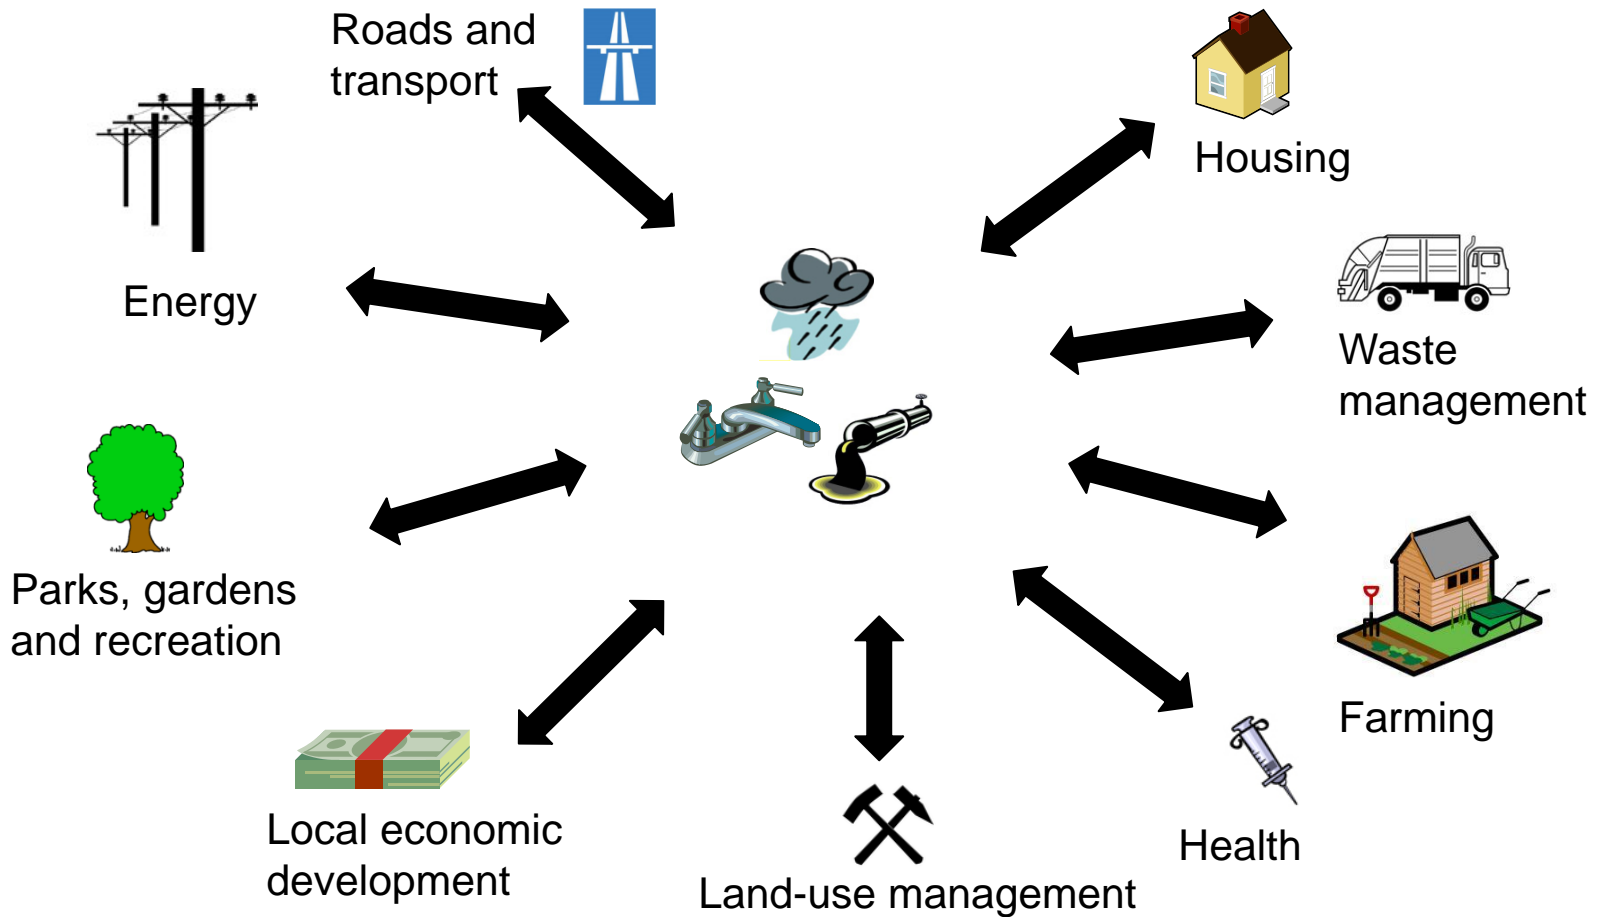 Roads and
transport
Housing
Energy
Waste
management
Parks, gardens
and recreation
Farming
Local economic
development
Health
Land-use management